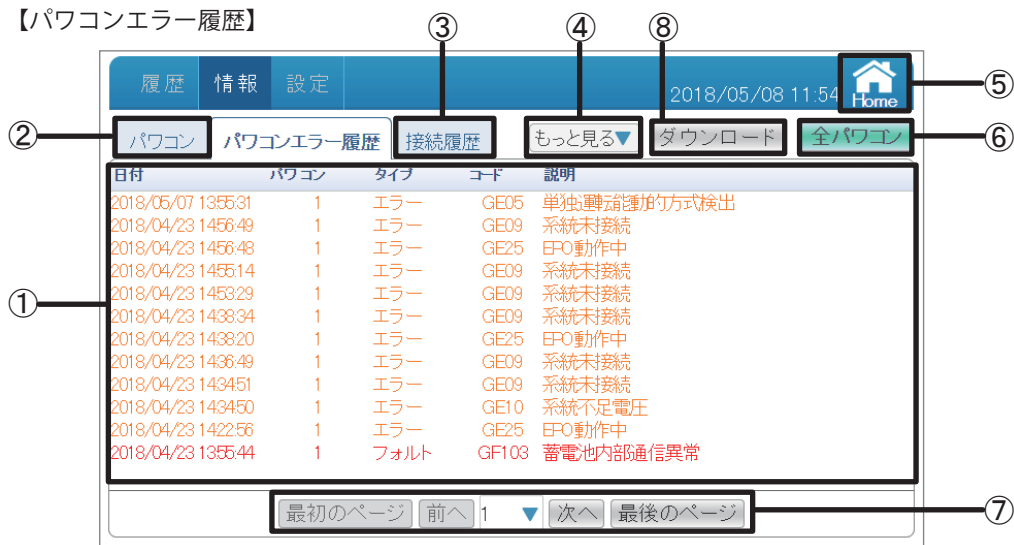 【パワコンエラー履歴】
③ ④ ⑧
履歴 情報 設定 2018/05/08 11:54 Home ⑤
② パワコン パワコンエラー履歴 接続履歴 もっと見る▼ ダウンロード 全パワコン ⑥
日付 パワコン タイプ コード 説明
2018/05/07 13:55:31 1 エラー GE05 単独運転能動的方式検出
2018/04/23 14:56:49 1 エラー GE09 系統未接続
2018/04/23 14:56:48 1 エラー GE25 EPO動作中
2018/04/23 14:55:14 1 エラー GE09 系統未接続
① 2018/04/23 14:53:29 1 エラー GE09 系統未接続
2018/04/23 14:38:34 1 エラー GE09 系統未接続
2018/04/23 14:38:20 1 エラー GE25 EPO動作中
2018/04/23 14:36:49 1 エラー GE09 系統未接続
2018/04/23 14:34:51 1 エラー GE09 系統未接続
2018/04/23 14:34:50 1 エラー GE10 系統不足電圧
2018/04/23 14:22:56 1 エラー GE25 EPO動作中
2018/04/23 13:55:44 1 フォルト GF103 蓄電池内部通信異常
最初のページ 前へ 1 ▼ 次へ 最後のページ ⑦